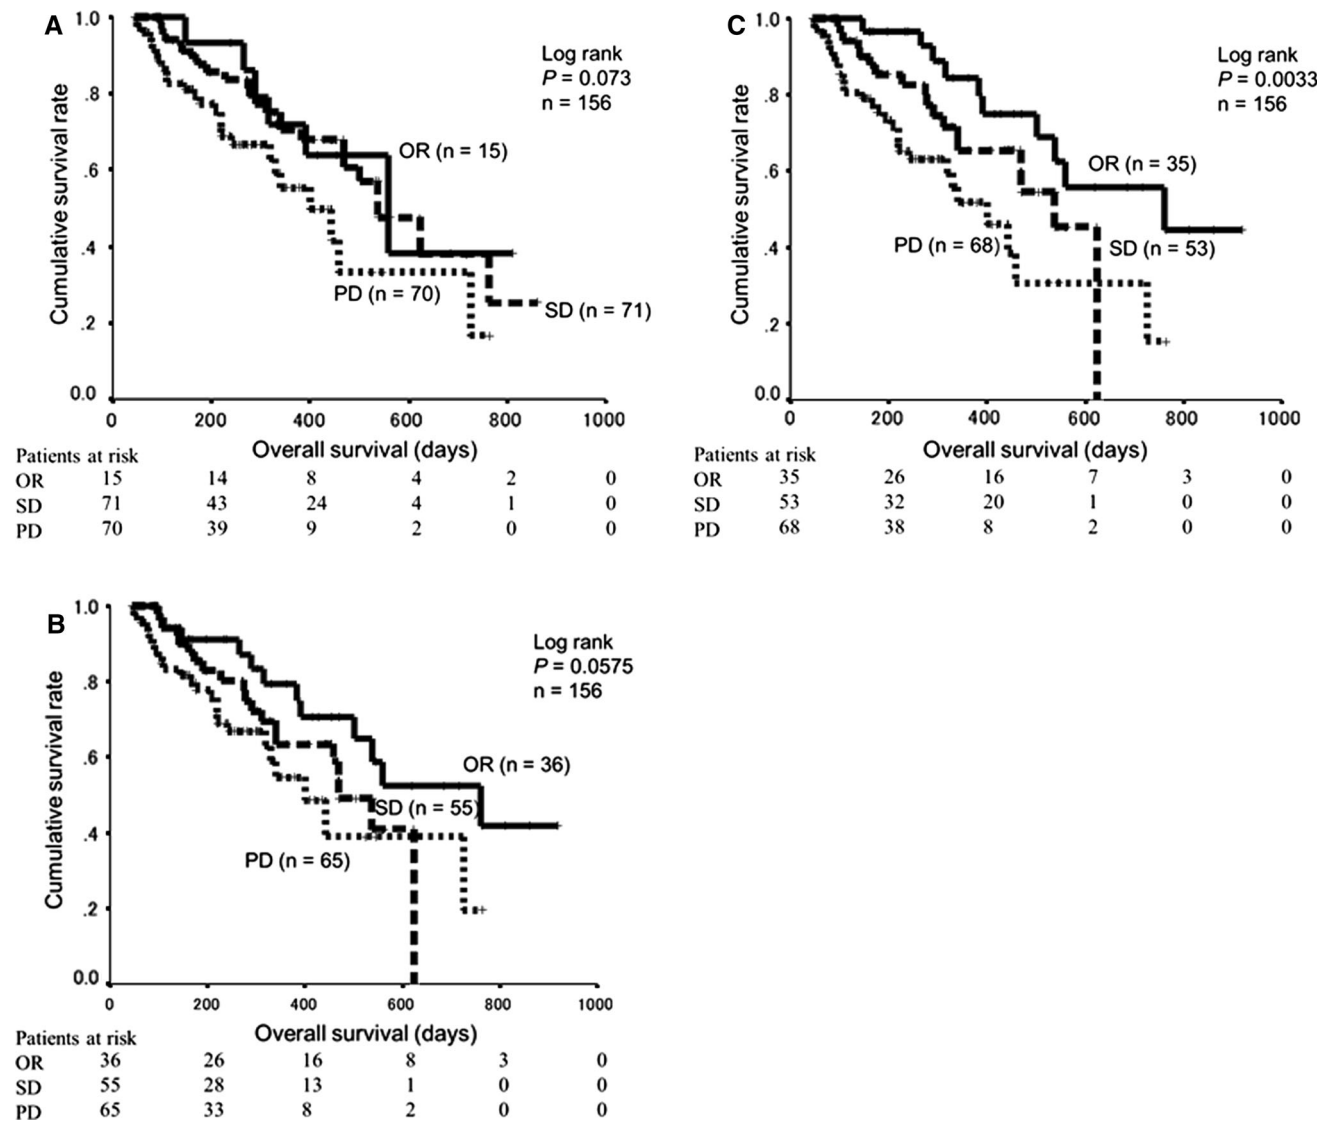 A
1.0
.8
.6
.4
.2
0.0
Cumulative survival rate
Log rank
P = 0.073
n = 156
OR (n = 15)
PD (n = 70)
SD (n = 71)
0 200 400 600 800 1000
Overall survival (days)
Patients at risk
OR 15 14 8 4 2 0
SD 71 43 24 4 1 0
PD 70 39 9 2 0 0
C
1.0
.8
.6
.4
.2
0.0
Cumulative survival rate
Log rank
P = 0.0033
n = 156
OR (n = 35)
PD (n = 68)
SD (n = 53)
0 200 400 600 800 1000
Overall survival (days)
Patients at risk
OR 35 26 16 7 3 0
SD 53 32 20 1 0 0
PD 68 38 8 2 0 0
B
1.0
.8
.6
.4
.2
0.0
Cumulative survival rate
Log rank
P = 0.0575
n = 156
OR (n = 36)
SD (n = 55)
PD (n = 65)
0 200 400 600 800 1000
Overall survival (days)
Patients at risk
OR 36 26 16 8 3 0
SD 55 28 13 1 0 0
PD 65 33 8 2 0 0